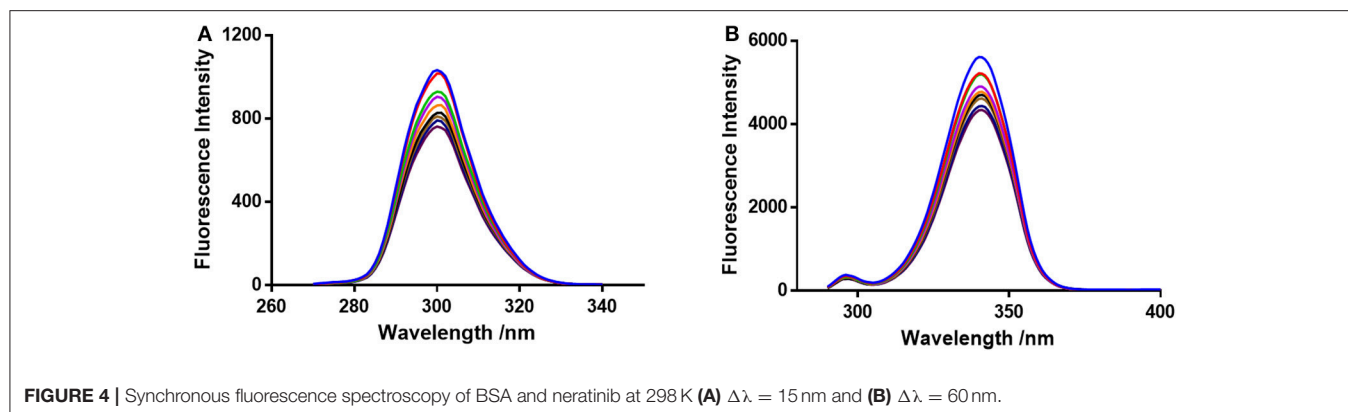 A
Fluorescence Intensity
1200
800
400
0
260
280
300
320
340
Wavelength /nm
B
Fluorescence Intensity
6000
4000
2000
0
300
350
400
Wavelength /nm
FIGURE 4 | Synchronous fluorescence spectroscopy of BSA and neratinib at 298 K (A) Δλ = 15 nm and (B) Δλ = 60 nm.